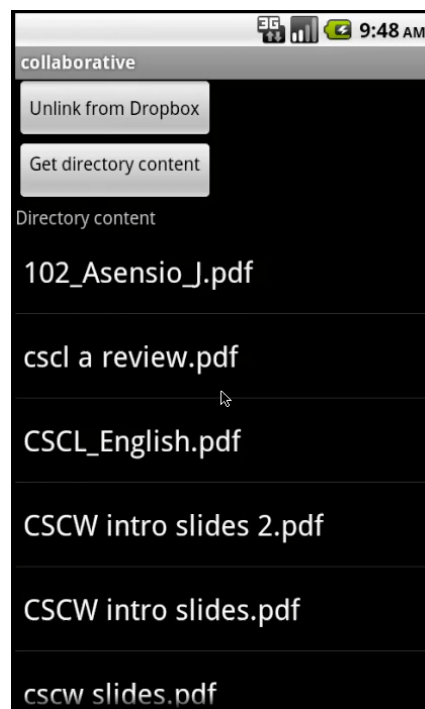 3G 9:48 AM
collaborative
Unlink from Dropbox
Get directory content
Directory content
102_Asensio_J.pdf
cscl a review.pdf
CSCL_English.pdf
CSCW intro slides 2.pdf
CSCW intro slides.pdf
cscw slides.pdf